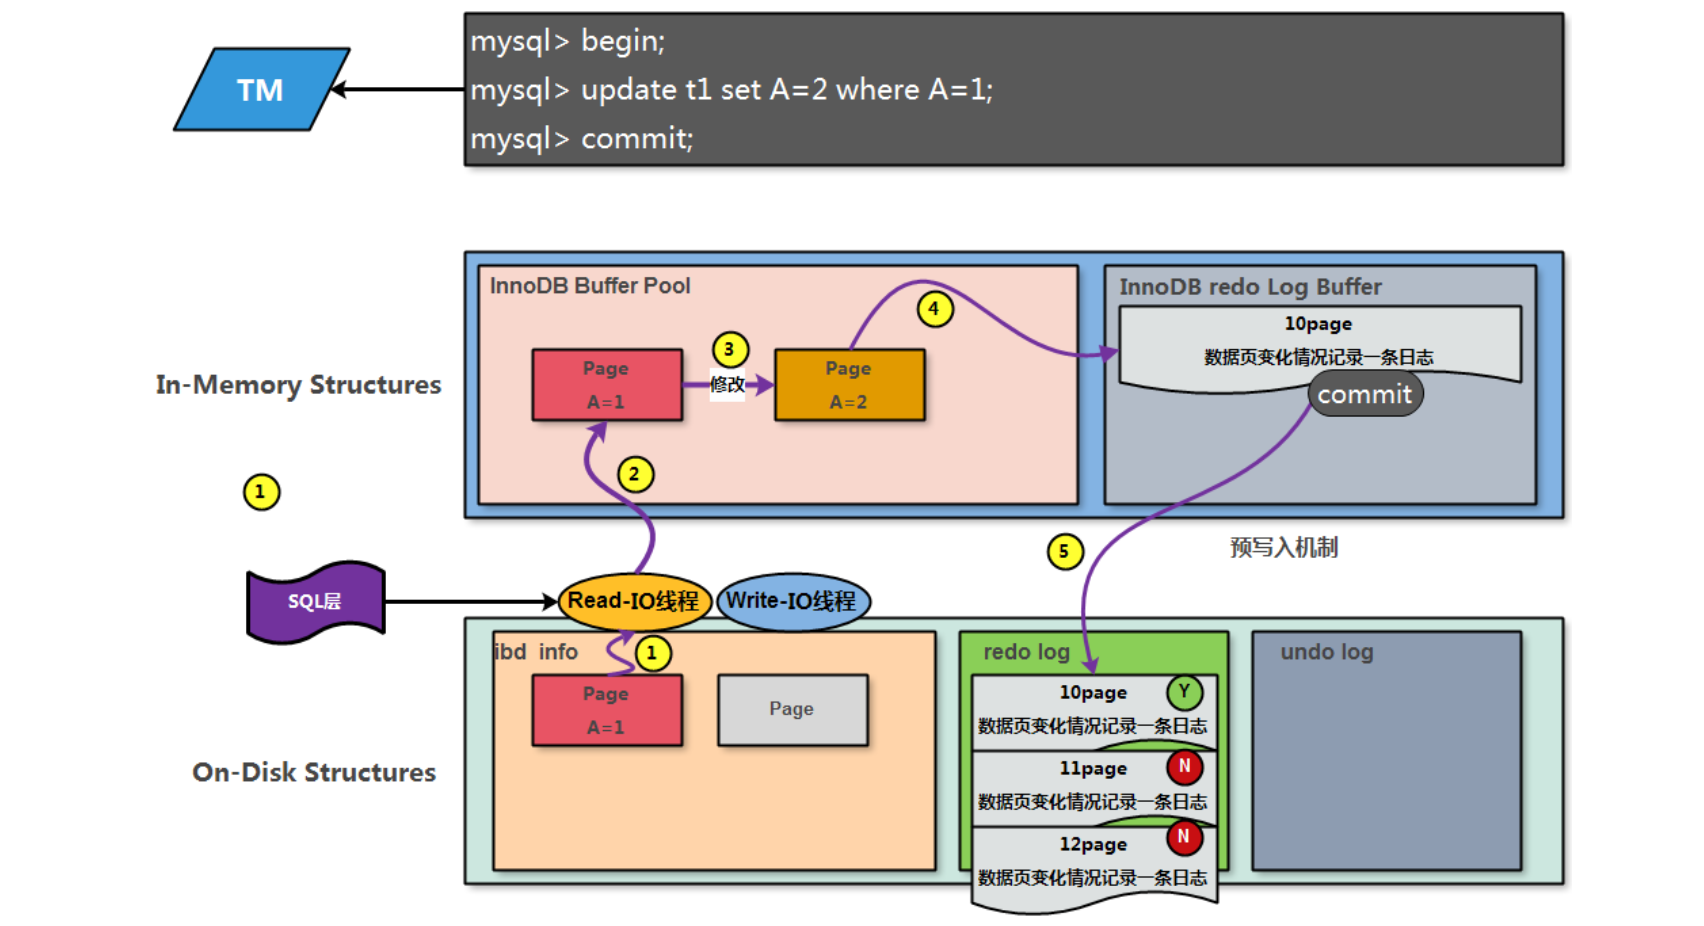 TM
mysql> begin;
mysql> update t1 set A=2 where A=1;
mysql> commit;
In-Memory Structures
InnoDB Buffer Pool
Page
A=1
3
修改
Page
A=2
4
2
InnoDB redo Log Buffer
10page
数据页变化情况记录一条日志
commit
1
5
预写入机制
SQL层
Read-IO线程
Write-IO线程
On-Disk Structures
ibd info
1
Page
A=1
Page
redo log
10page
Y
数据页变化情况记录一条日志
11page
N
数据页变化情况记录一条日志
12page
N
数据页变化情况记录一条日志
undo log